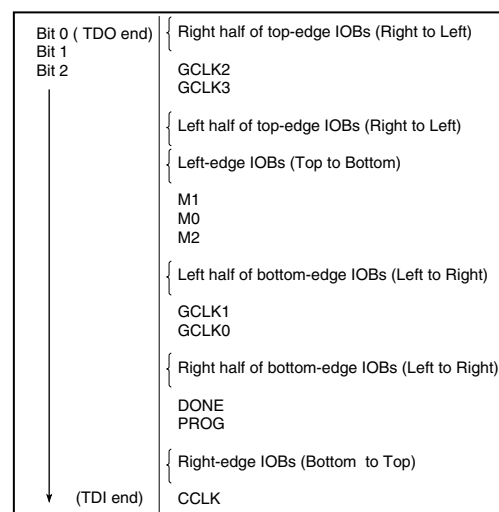 Bit 0 ( TDO end)
Bit 1
Bit 2
Right half of top-edge IOBs (Right to Left)
GCLK2
GCLK3
Left half of top-edge IOBs (Right to Left)
Left-edge IOBs (Top to Bottom)
M1
M0
M2
Left half of bottom-edge IOBs (Left to Right)
GCLK1
GCLK0
Right half of bottom-edge IOBs (Left to Right)
DONE
PROG
Right-edge IOBs (Bottom to Top)
(TDI end)
CCLK